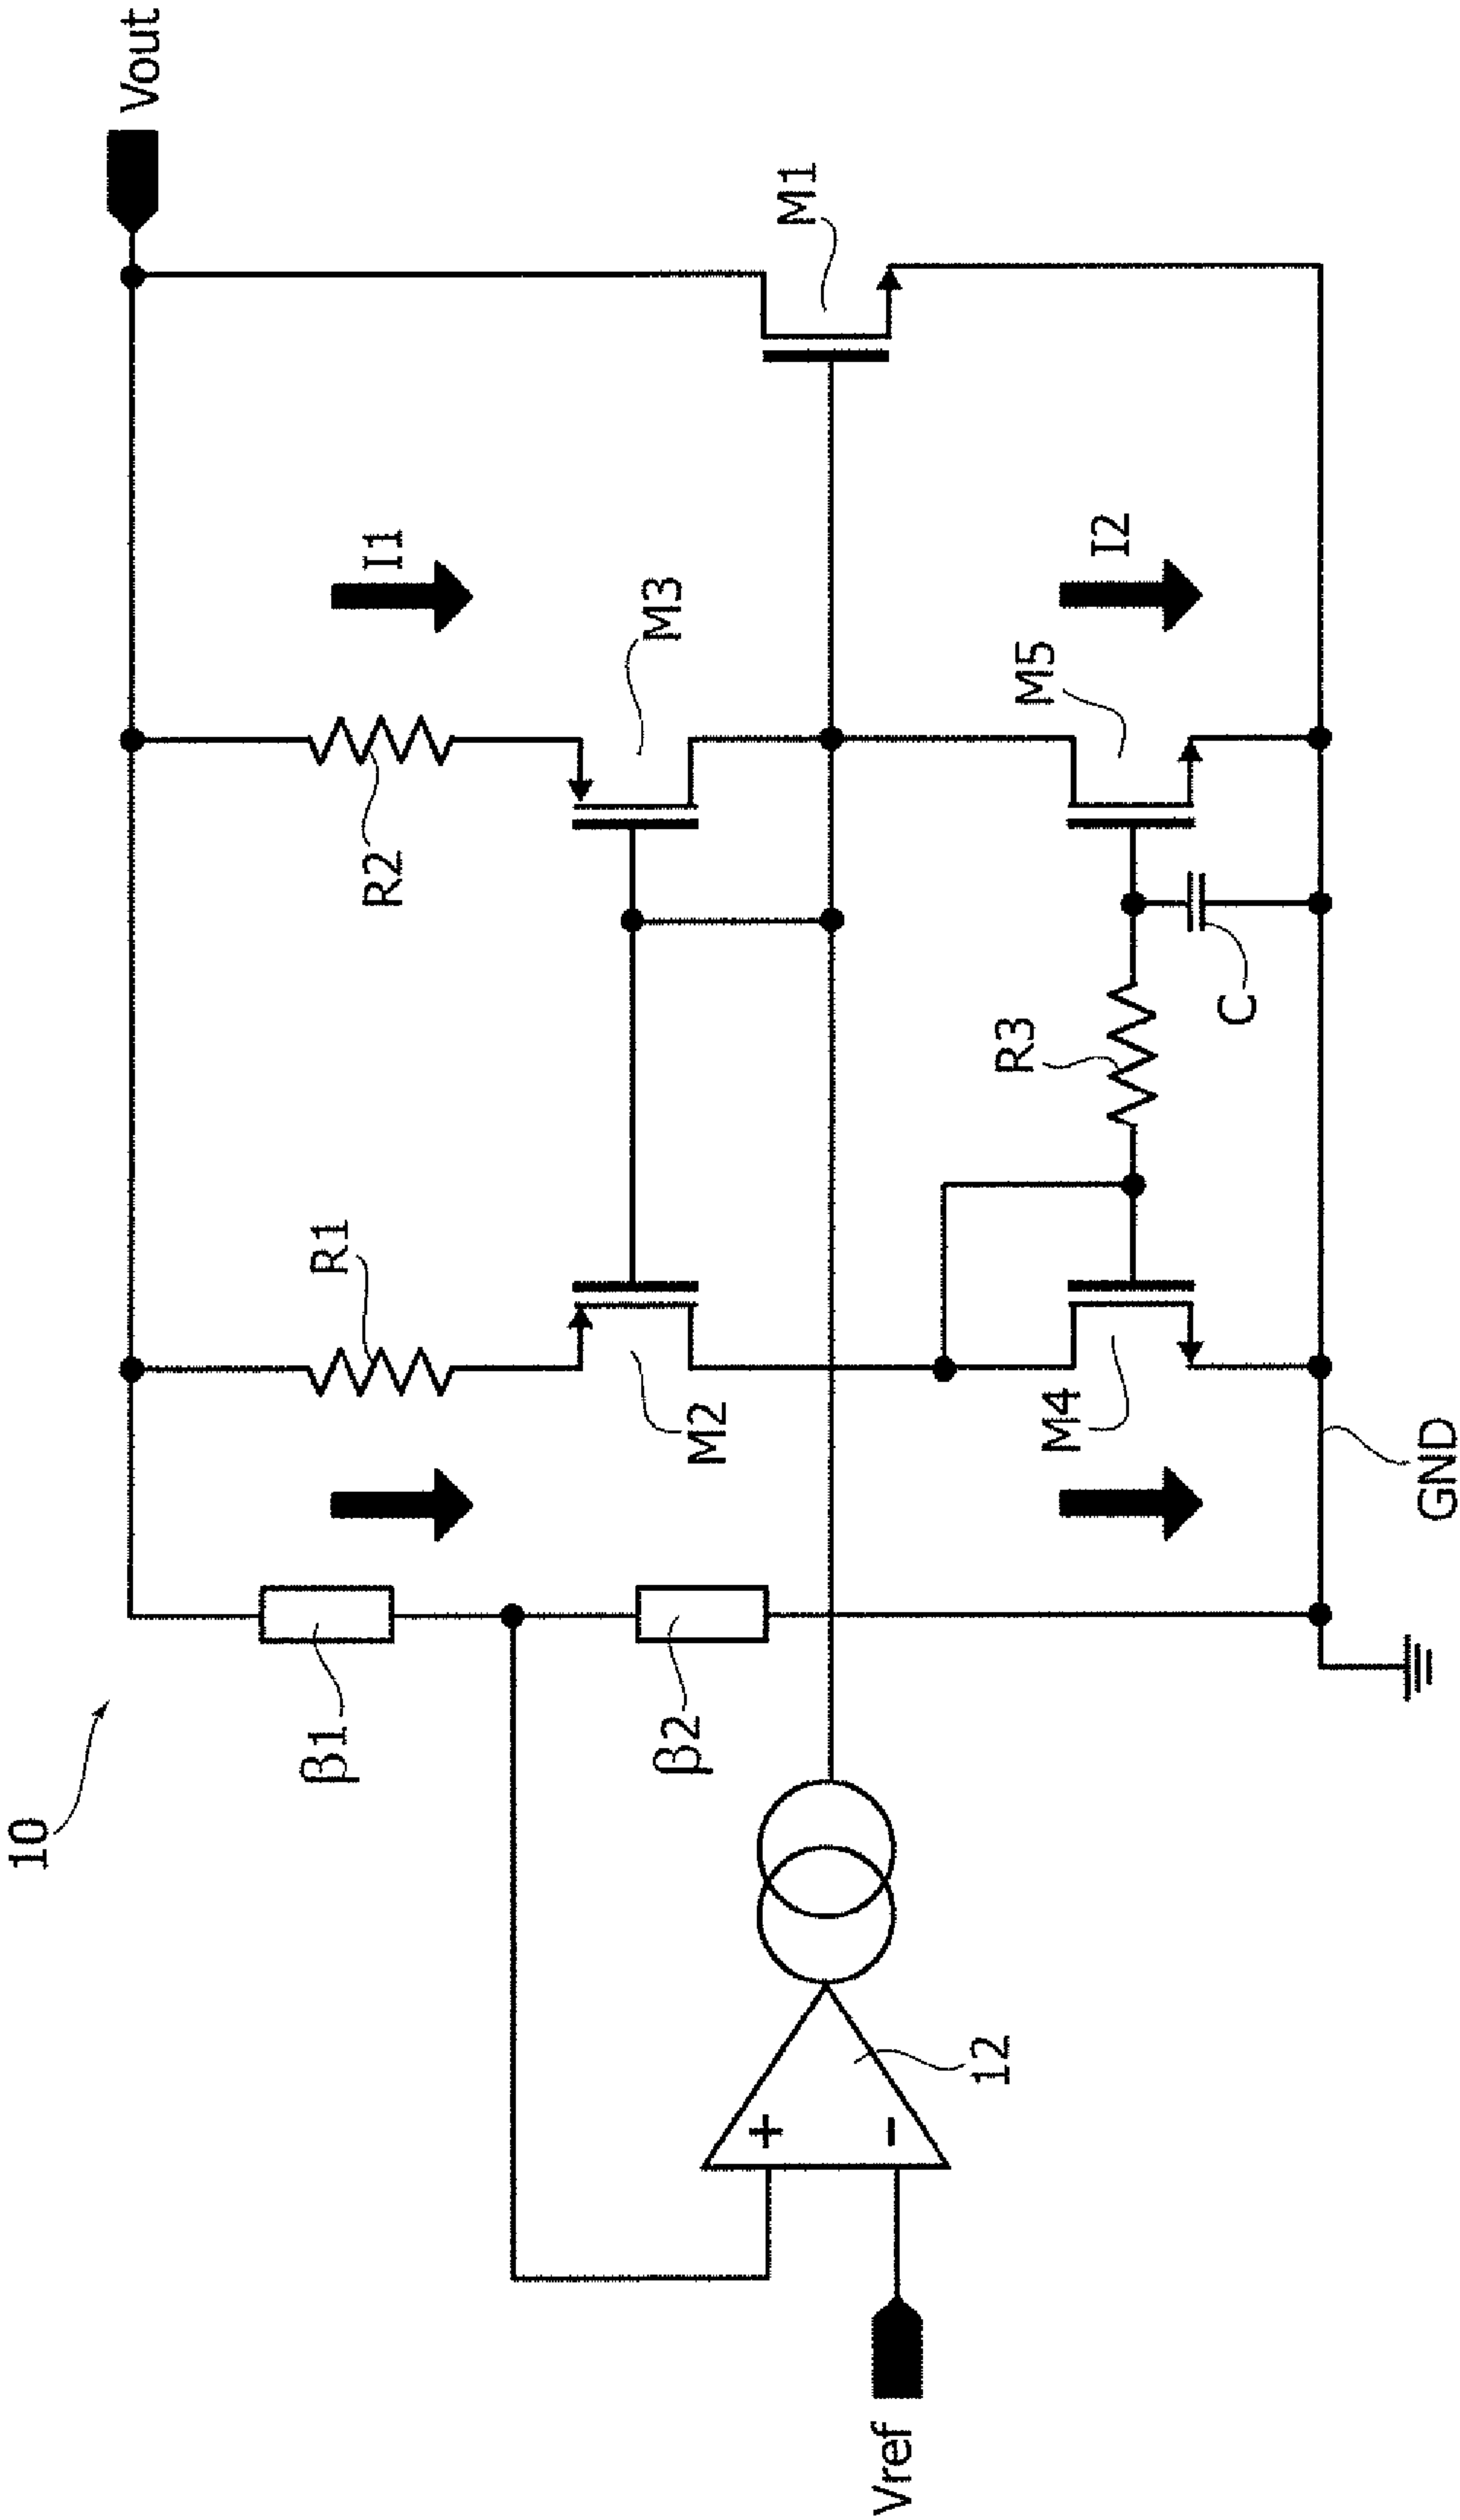 10
Vout
β1
R1
R2
I1
β2
M2
M3
M1
+
-
12
Vref
M4
R3
M5
I2
C
GND